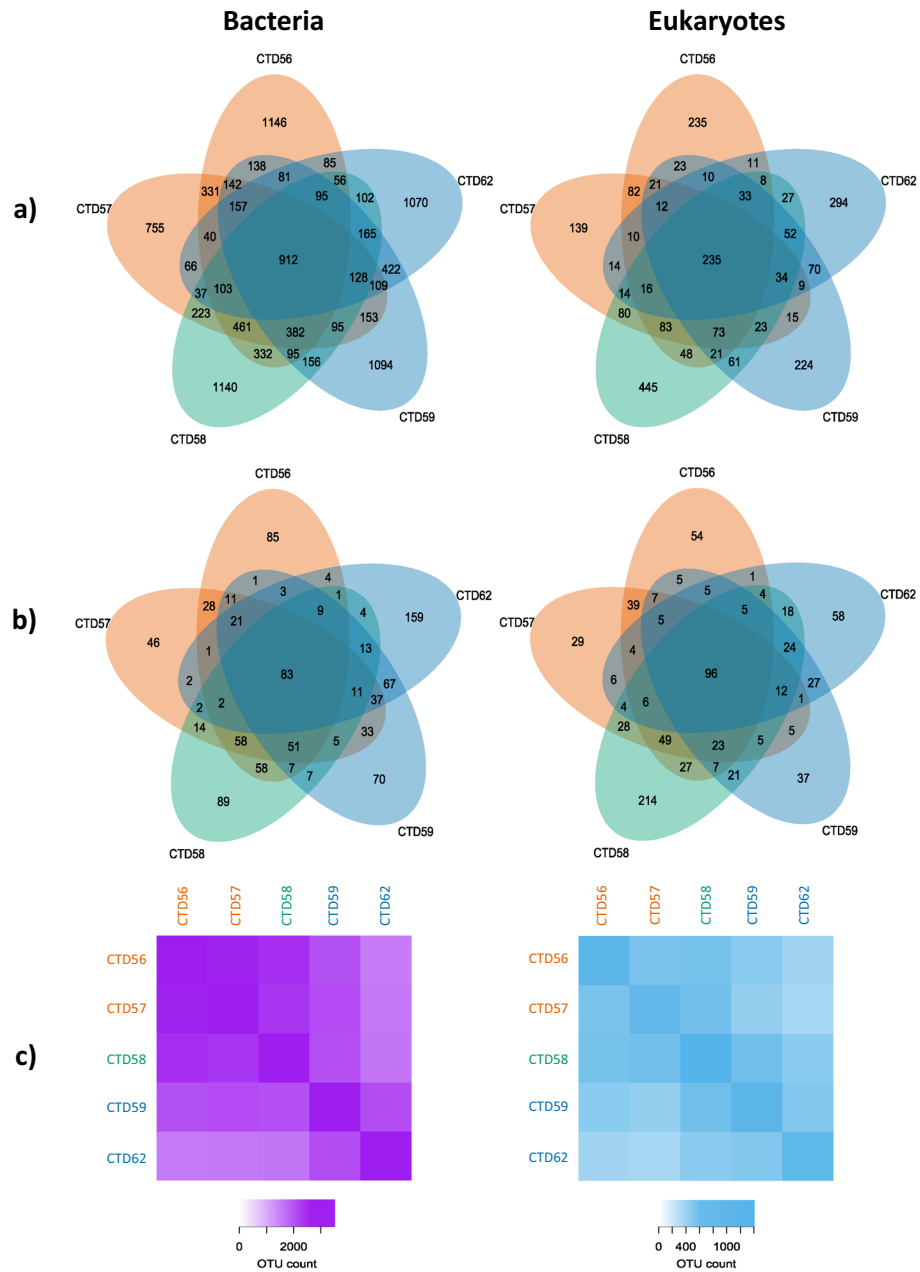 Bacteria Eukaryotes
a)
CTD56
1146
138 85
331 142 81 56
CTD62
157 95 102 1070
CTD57
755 40 165
66 912 128 422
37 103 109
223 461 382 95 153
332 95 156
1140 1094
CTD59
CTD58
CTD56
235
23 11
82 21 10 8
CTD62
12 33 27 294
CTD57
139 10 52
14 235 34 70
14 16 9
80 83 73 23 15
48 21 61
445 224
CTD59
CTD58
b)
CTD56
85
1 4
28 11 3 1
CTD62
21 9 4 159
CTD57
46 1 13
2 83 11 67
2 2 37
14 58 51 5 33
58 7 7
89 70
CTD59
CTD58
CTD56
54
5 1
39 7 5 4
CTD62
5 5 18 58
CTD57
29 4 24
6 96 12 27
4 6 1
28 49 23 5 5
27 7 21
214 37
CTD59
CTD58
c)
CTD56 CTD57 CTD58 CTD59 CTD62
CTD56
CTD57
CTD58
CTD59
CTD62
0 2000
OTU count
CTD56 CTD57 CTD58 CTD59 CTD62
CTD56
CTD57
CTD58
CTD59
CTD62
0 400 1000
OTU count